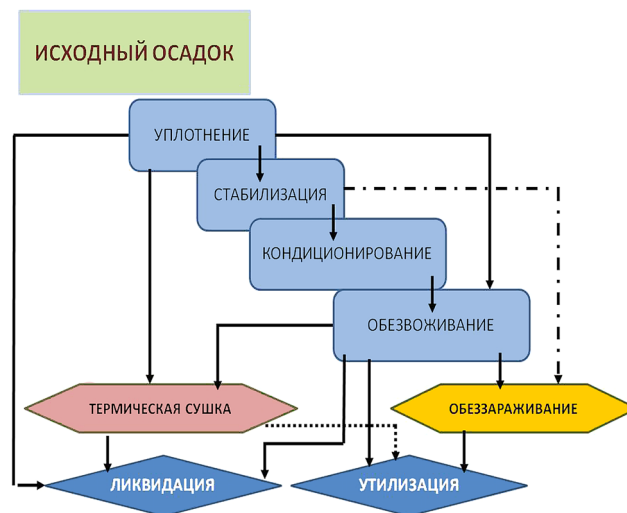 ИСХОДНЫЙ ОСАДОК
УПЛОТНЕНИЕ
СТАБИЛИЗАЦИЯ
КОНДИЦИОНИРОВАНИЕ
ОБЕЗВОЖИВАНИЕ
ТЕРМИЧЕСКАЯ СУШКА
ОБЕЗЗАРАЖИВАНИЕ
ЛИКВИДАЦИЯ
УТИЛИЗАЦИЯ